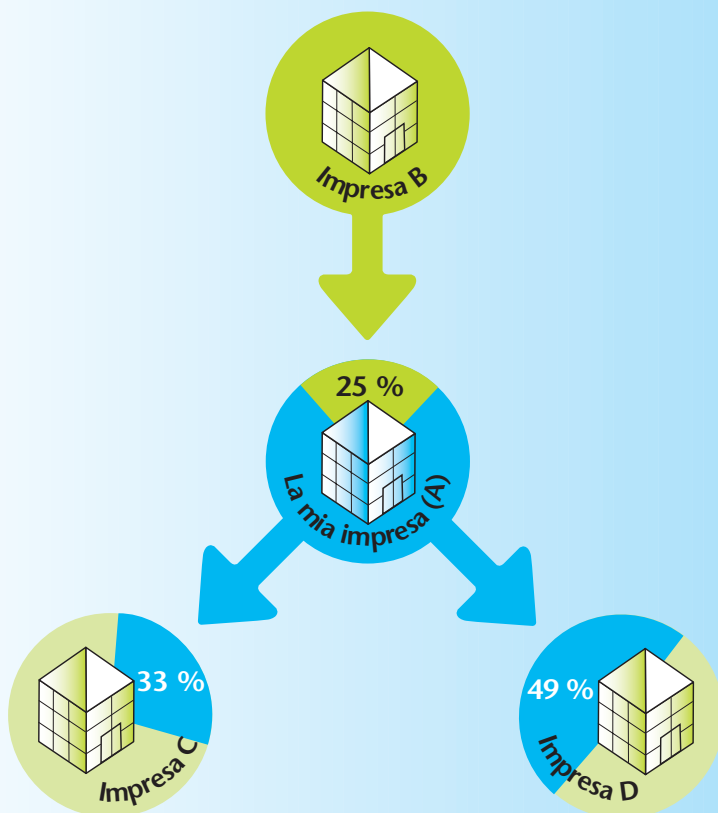 Impresa B
25 %
La mia impresa (A)
33 %
Impresa C
49 %
Impresa D